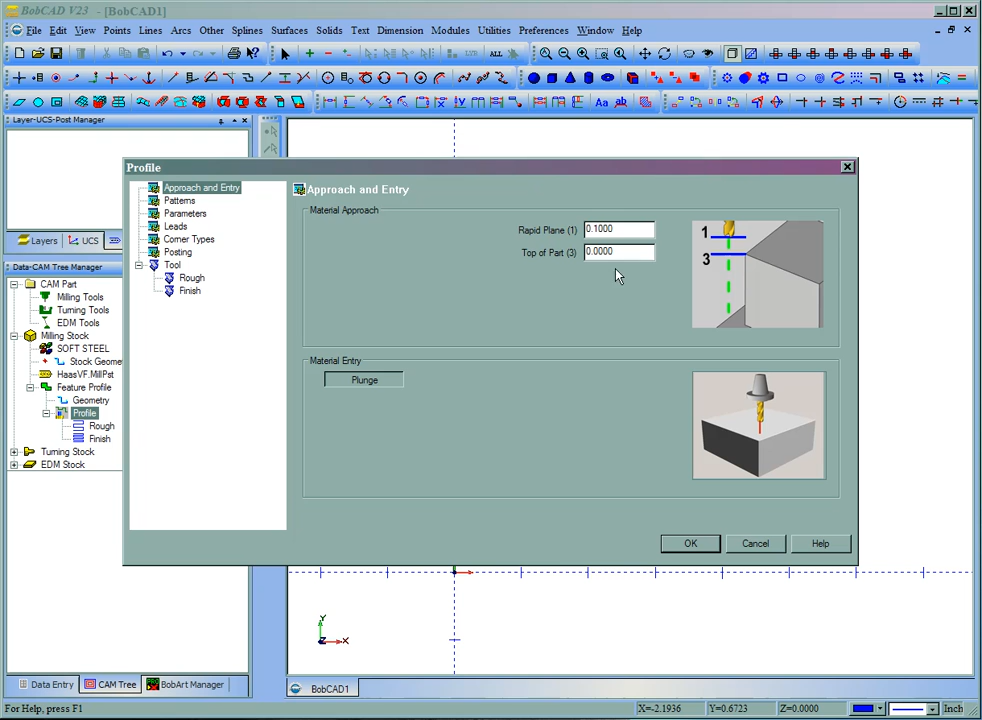 BobCAD V23 - [BobCAD1]
File Edit View Points Lines Arcs Other Splines Surfaces Solids Text Dimension Modules Utilities Preferences Window Help
ALL
Aa ab
Layer-UCS-Post Manager
Layers UCS
Data-CAM Tree Manager
CAM Part
Milling Tools
Turning Tools
EDM Tools
Milling Stock
SOFT STEEL
Stock Geome
HaasVF.MillPst
Feature Profile
Geometry
Profile
Rough
Finish
Turning Stock
EDM Stock
Data Entry CAM Tree BobArt Manager
Profile
Approach and Entry
Patterns
Parameters
Leads
Corner Types
Posting
Tool
Rough
Finish
Approach and Entry
Material Approach
Rapid Plane (1) 0.1000
Top of Part (3) 0.0000
1
3
Material Entry
Plunge
OK Cancel Help
Y
Z X
BobCAD1
For Help, press F1 X=-2.1936 Y=0.6723 Z=0.0000 Inch